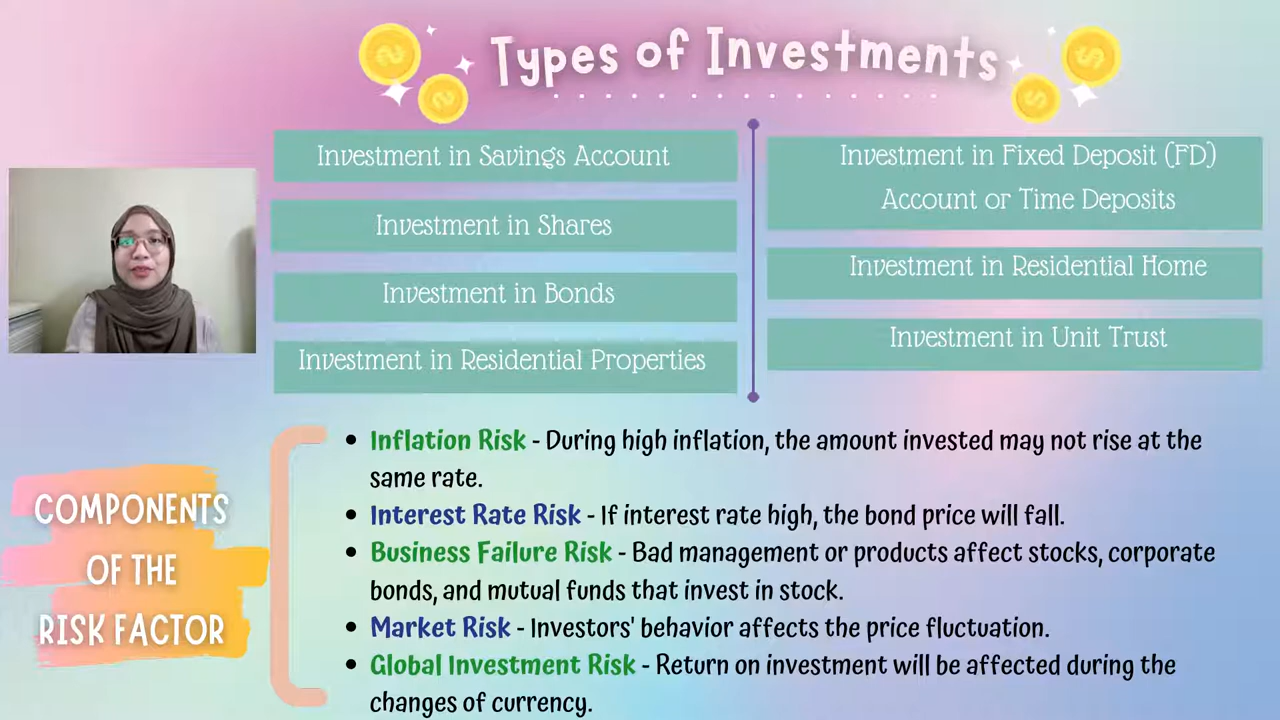 Types of Investments
Investment in Savings Account
Investment in Shares
Investment in Bonds
Investment in Residential Properties
Investment in Fixed Deposit (FD)
Account or Time Deposits
Investment in Residential Home
Investment in Unit Trust
COMPONENTS
OF THE
RISK FACTOR
• Inflation Risk - During high inflation, the amount invested may not rise at the
same rate.
• Interest Rate Risk - If interest rate high, the bond price will fall.
• Business Failure Risk - Bad management or products affect stocks, corporate
bonds, and mutual funds that invest in stock.
• Market Risk - Investors' behavior affects the price fluctuation.
• Global Investment Risk - Return on investment will be affected during the
changes of currency.